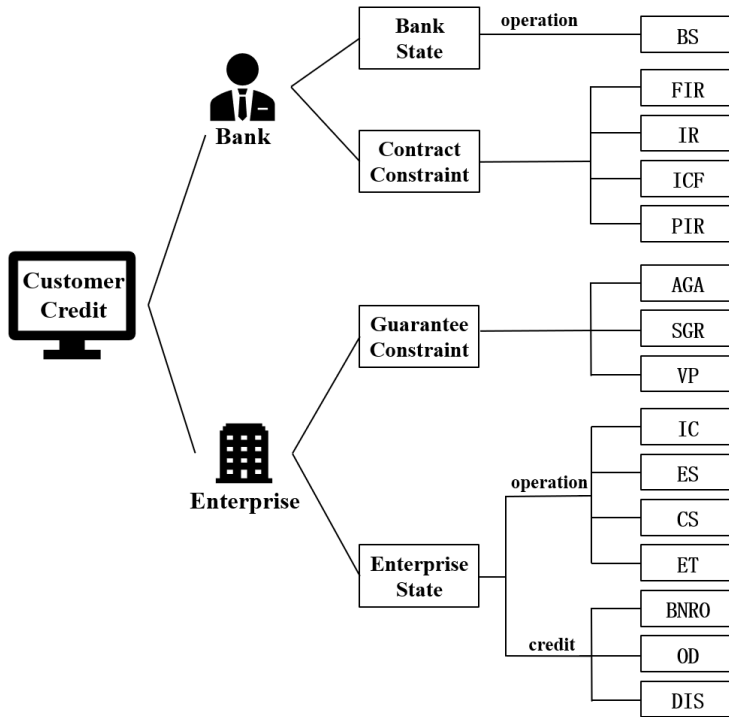 Customer
Credit
Bank
Enterprise
Bank
State
operation
Contract
Constraint
Guarantee
Constraint
Enterprise
State
operation
credit
BS
FIR
IR
ICF
PIR
AGA
SGR
VP
IC
ES
CS
ET
BNRO
OD
DIS